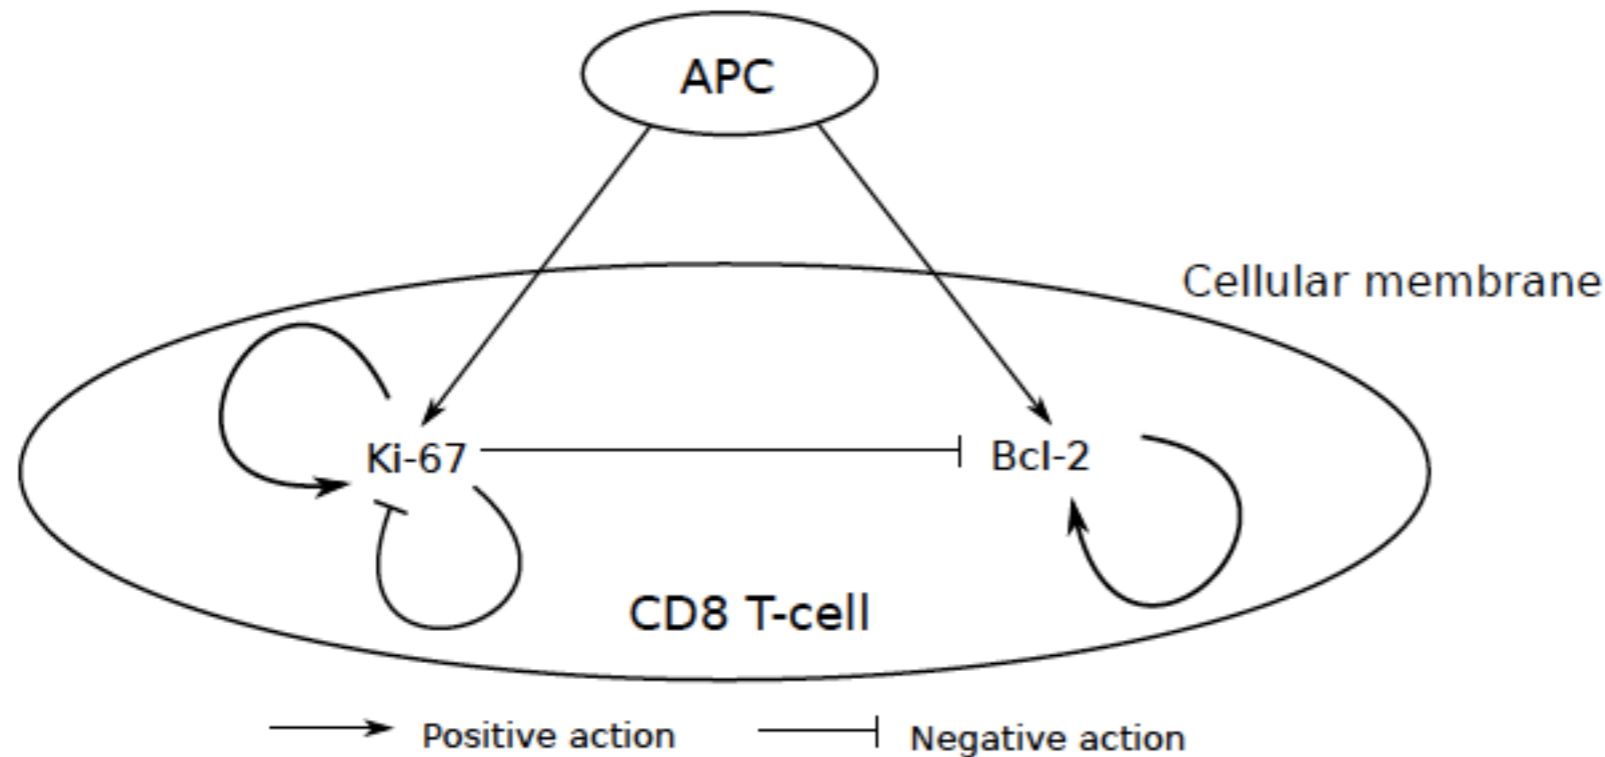 APC
Cellular membrane
Ki-67
Bcl-2
CD8 T-cell
Positive action
Negative action